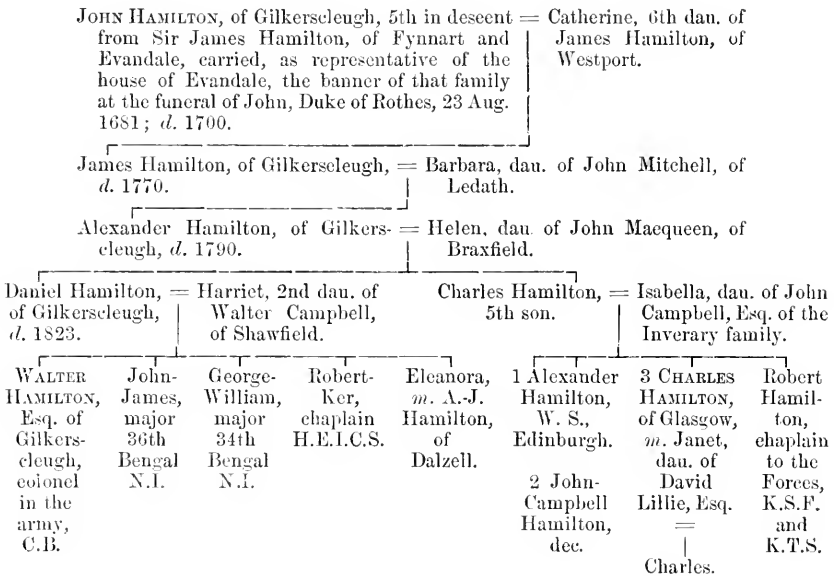 JOHN HAMILTON, of Gilkerscleugh, 5th in descent
from Sir James Hamilton, of Fynnart and
Evandale, carried, as representative of the
house of Evandale, the banner of that family
at the funeral of John, Duke of Rothes, 23 Aug.
1681; d. 1700.
= Catherine, 6th dau. of
James Hamilton, of
Westport.
James Hamilton, of Gilkerscleugh,
d. 1770.
= Barbara, dau. of John Mitchell, of
Ledath.
Alexander Hamilton, of Gilkers-
cleugh, d. 1790.
= Helen, dau. of John Macqueen, of
Braxfield.
Daniel Hamilton,
of Gilkerscleugh,
d. 1823.
= Harriet, 2nd dau. of
Walter Campbell,
of Shawfield.
Charles Hamilton,
5th son.
= Isabella, dau. of John
Campbell, Esq. of the
Inverary family.
WALTER
HAMILTON,
Esq. of
Gilkers-
cleugh,
colonel
in the
army,
C.B.
John-
James,
major
36th
Bengal
N.I.
George-
William,
major
34th
Bengal
N.I.
Robert-
Ker,
chaplain
H.E.I.C.S.
Eleanora,
m. A.-J.
Hamilton,
of
Dalzell.
1 Alexander
Hamilton,
W. S.,
Edinburgh.
2 John-
Campbell
Hamilton,
dec.
3 CHARLES
HAMILTON,
of Glasgow,
m. Janet,
dau. of
David
Lillie, Esq.
=
Charles.
Robert
Hamil-
ton,
chaplain
to the
Forces,
K.S.F.
and
K.T.S.